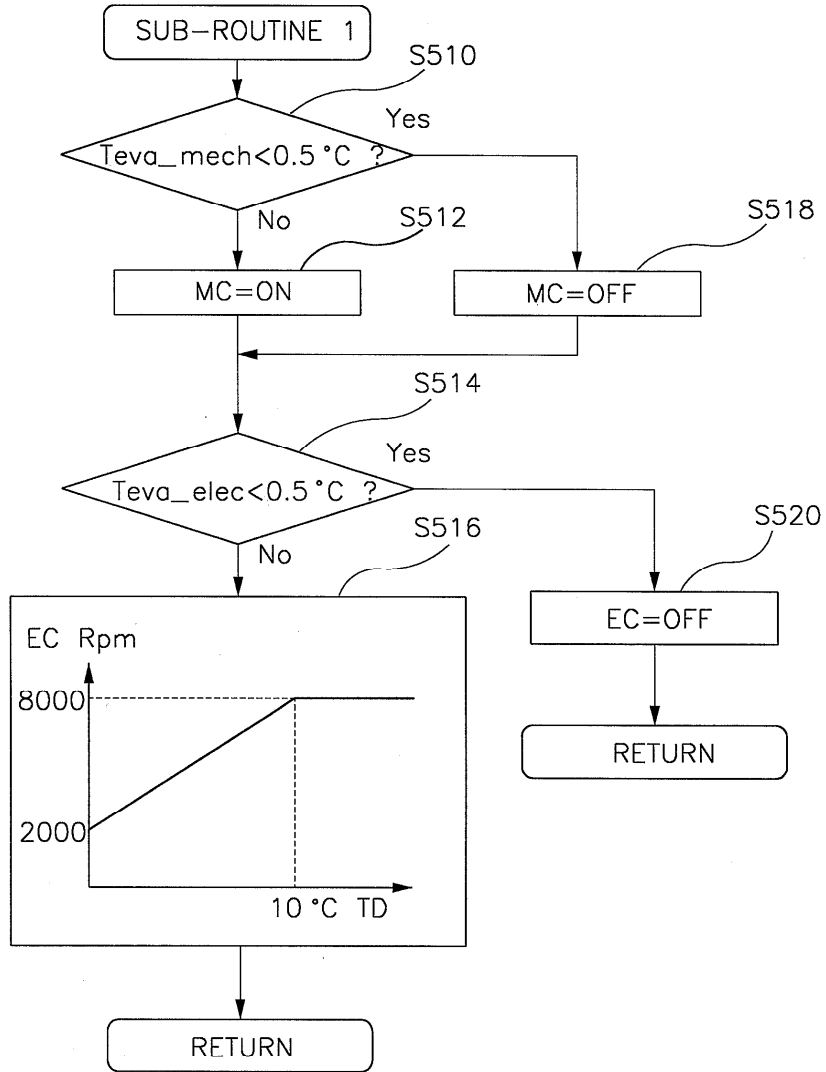 SUB-ROUTINE 1
S510
Yes
Teva_mech<0.5°C ?
No
S512
S518
MC=ON
MC=OFF
S514
Yes
Teva_elec<0.5°C ?
No
S516
S520
EC=OFF
EC Rpm
8000
RETURN
2000
10°C TD
RETURN